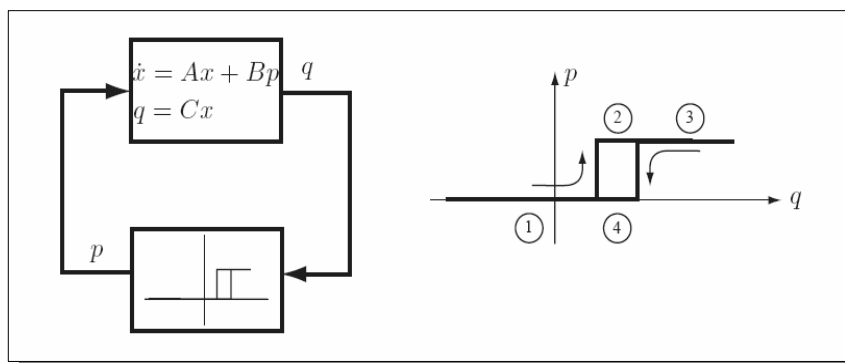 ẋ = Ax + Bp
q = Cx
q
p
p
q
1
2
3
4